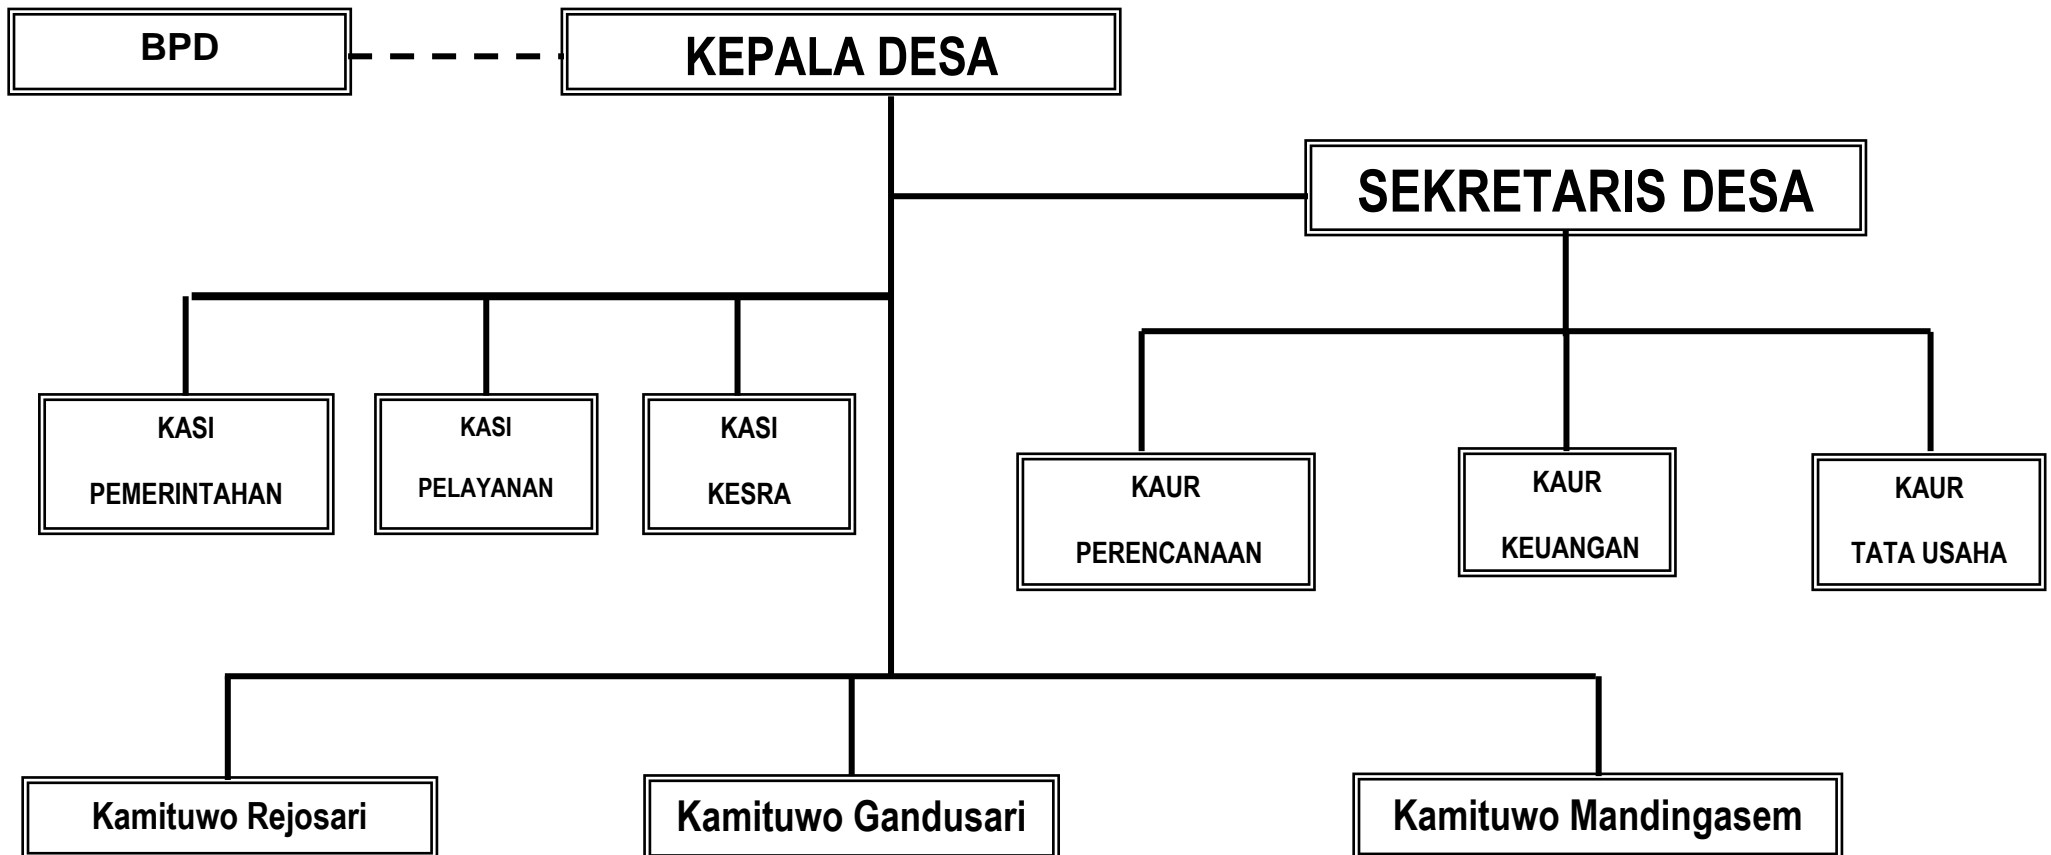 BPD
KEPALA DESA
SEKRETARIS DESA
KASI
PEMERINTAHAN
KASI
PELAYANAN
KASI
KESRA
KAUR
PERENCANAAN
KAUR
KEUANGAN
KAUR
TATA USAHA
Kamituwo Rejosari
Kamituwo Gandusari
Kamituwo Mandingasem